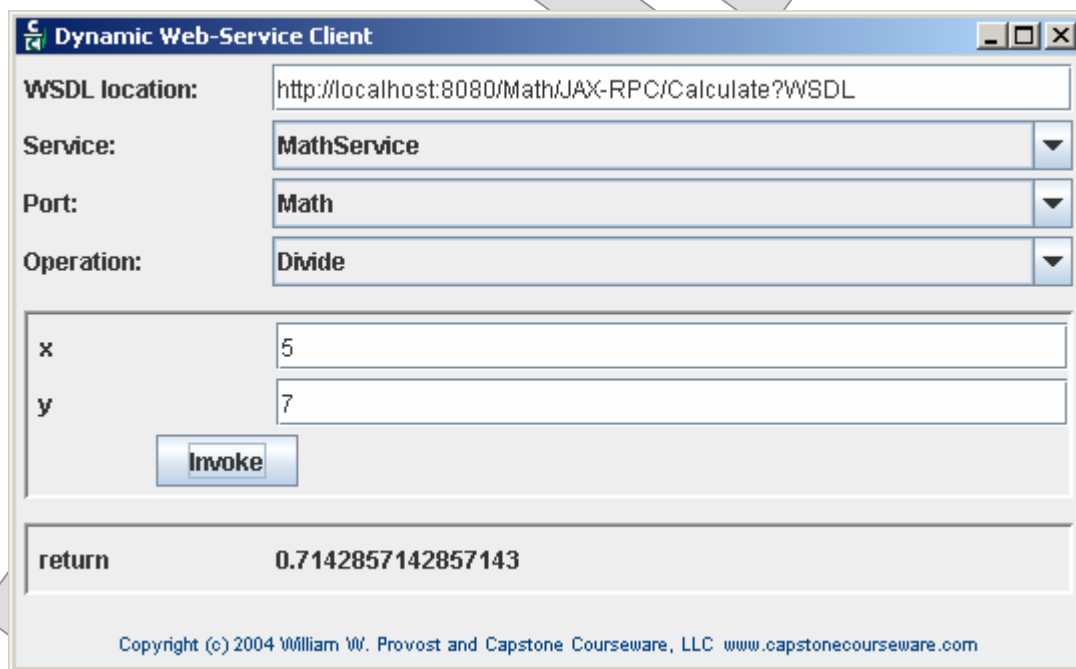 Dynamic Web-Service Client
WSDL location: http://localhost:8080/Math/JAX-RPC/Calculate?WSDL
Service: MathService
Port: Math
Operation: Divide
x 5
y 7
Invoke
return 0.7142857142857143
Copyright (c) 2004 William W. Provost and Capstone Courseware, LLC www.capstonecourseware.com